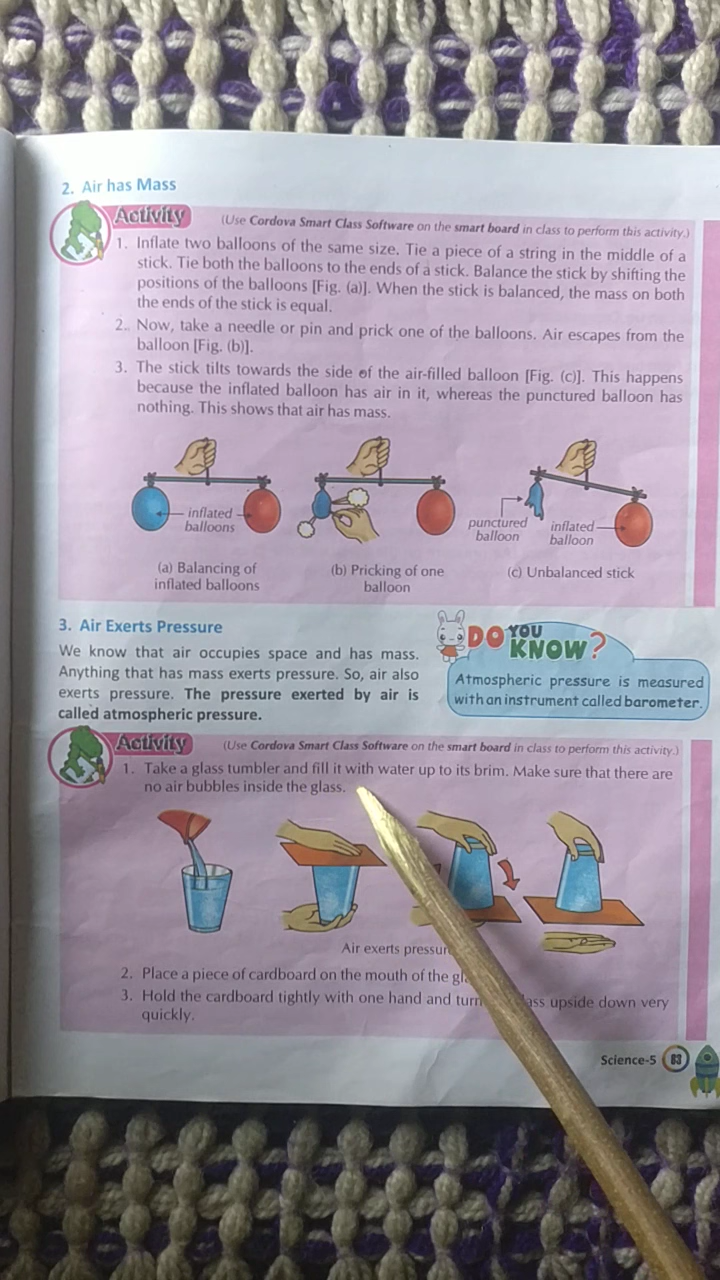 2. Air has Mass
Activity
(Use Cordova Smart Class Software on the smart board in class to perform this activity.)
1. Inflate two balloons of the same size. Tie a piece of string in the middle of a
stick. Tie both the balloons to the ends of a stick. Balance the stick by shifting the
positions of the balloons [Fig. (a)]. When the stick is balanced, the mass on both
the ends of the stick is equal.
2. Now, take a needle or pin and prick one of the balloons. Air escapes from the
balloon [Fig. (b)].
3. The stick tilts towards the side of the air-filled balloon [Fig. (c)]. This happens
because the inflated balloon has air in it, whereas the punctured balloon has
nothing. This shows that air has mass.
inflated
balloons
punctured
balloon
inflated
balloon
(a) Balancing of
inflated balloons
(b) Pricking of one
balloon
(c) Unbalanced stick
3. Air Exerts Pressure
We know that air occupies space and has mass.
Anything that has mass exerts pressure. So, air also
exerts pressure. The pressure exerted by air is
called atmospheric pressure.
DO YOU KNOW?
Atmospheric pressure is measured
with an instrument called barometer.
Activity
(Use Cordova Smart Class Software on the smart board in class to perform this activity.)
1. Take a glass tumbler and fill it with water up to its brim. Make sure that there are
no air bubbles inside the glass.
Air exerts
2. Place a piece of cardboard on the mouth of the
3. Hold the cardboard tightly with one hand and turn upside down very
quickly.
Science-5 63